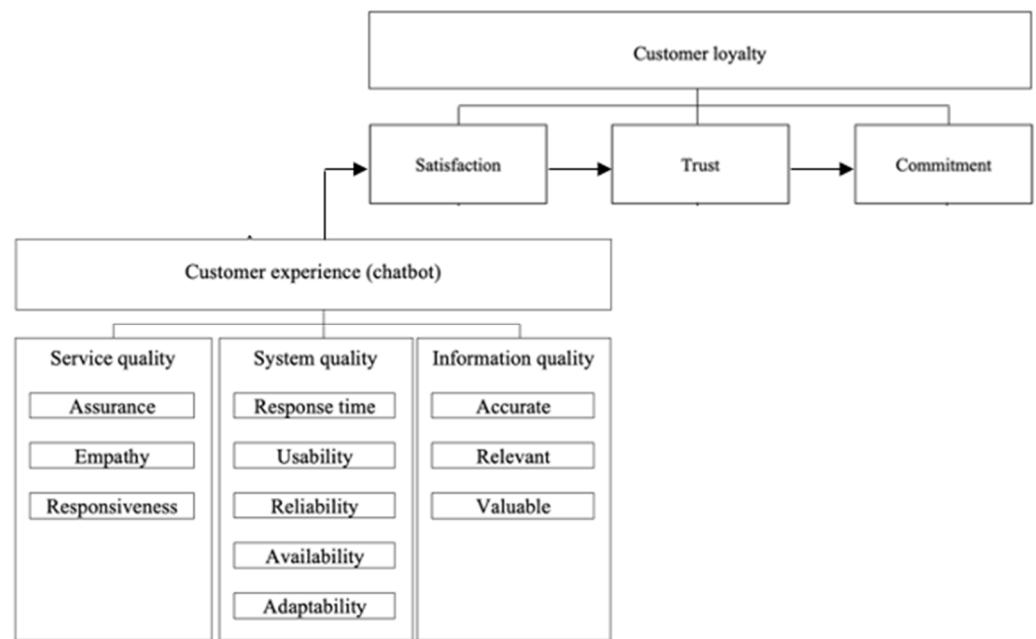 Customer loyalty
Satisfaction
Trust
Commitment
Customer experience (chatbot)
Service quality
Assurance
Empathy
Responsiveness
System quality
Response time
Usability
Reliability
Availability
Adaptability
Information quality
Accurate
Relevant
Valuable